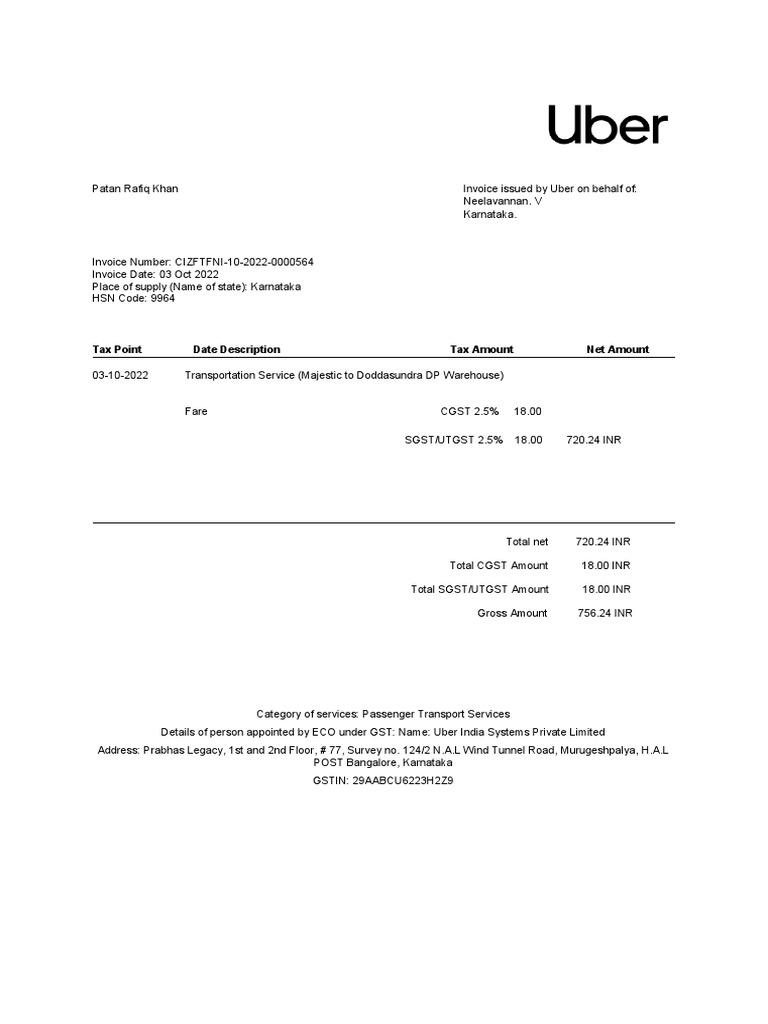 Uber
Patan Rafiq Khan
Invoice issued by Uber on behalf of:
Neelavannan. V
Karnataka.
Invoice Number: CIZFTFNI-10-2022-0000564
Invoice Date: 03 Oct 2022
Place of supply (Name of state): Karnataka
HSN Code: 9964
Tax Point Date Description Tax Amount Net Amount
03-10-2022 Transportation Service (Majestic to Doddasundra DP Warehouse)
Fare CGST 2.5% 18.00
SGST/UTGST 2.5% 18.00 720.24 INR
Total net 720.24 INR
Total CGST Amount 18.00 INR
Total SGST/UTGST Amount 18.00 INR
Gross Amount 756.24 INR
Category of services: Passenger Transport Services
Details of person appointed by ECO under GST: Name: Uber India Systems Private Limited
Address: Prabhas Legacy, 1st and 2nd Floor, # 77, Survey no. 124/2 N.A.L Wind Tunnel Road, Murugeshpalya, H.A.L
POST Bangalore, Karnataka
GSTIN: 29AABCU6223H2Z9